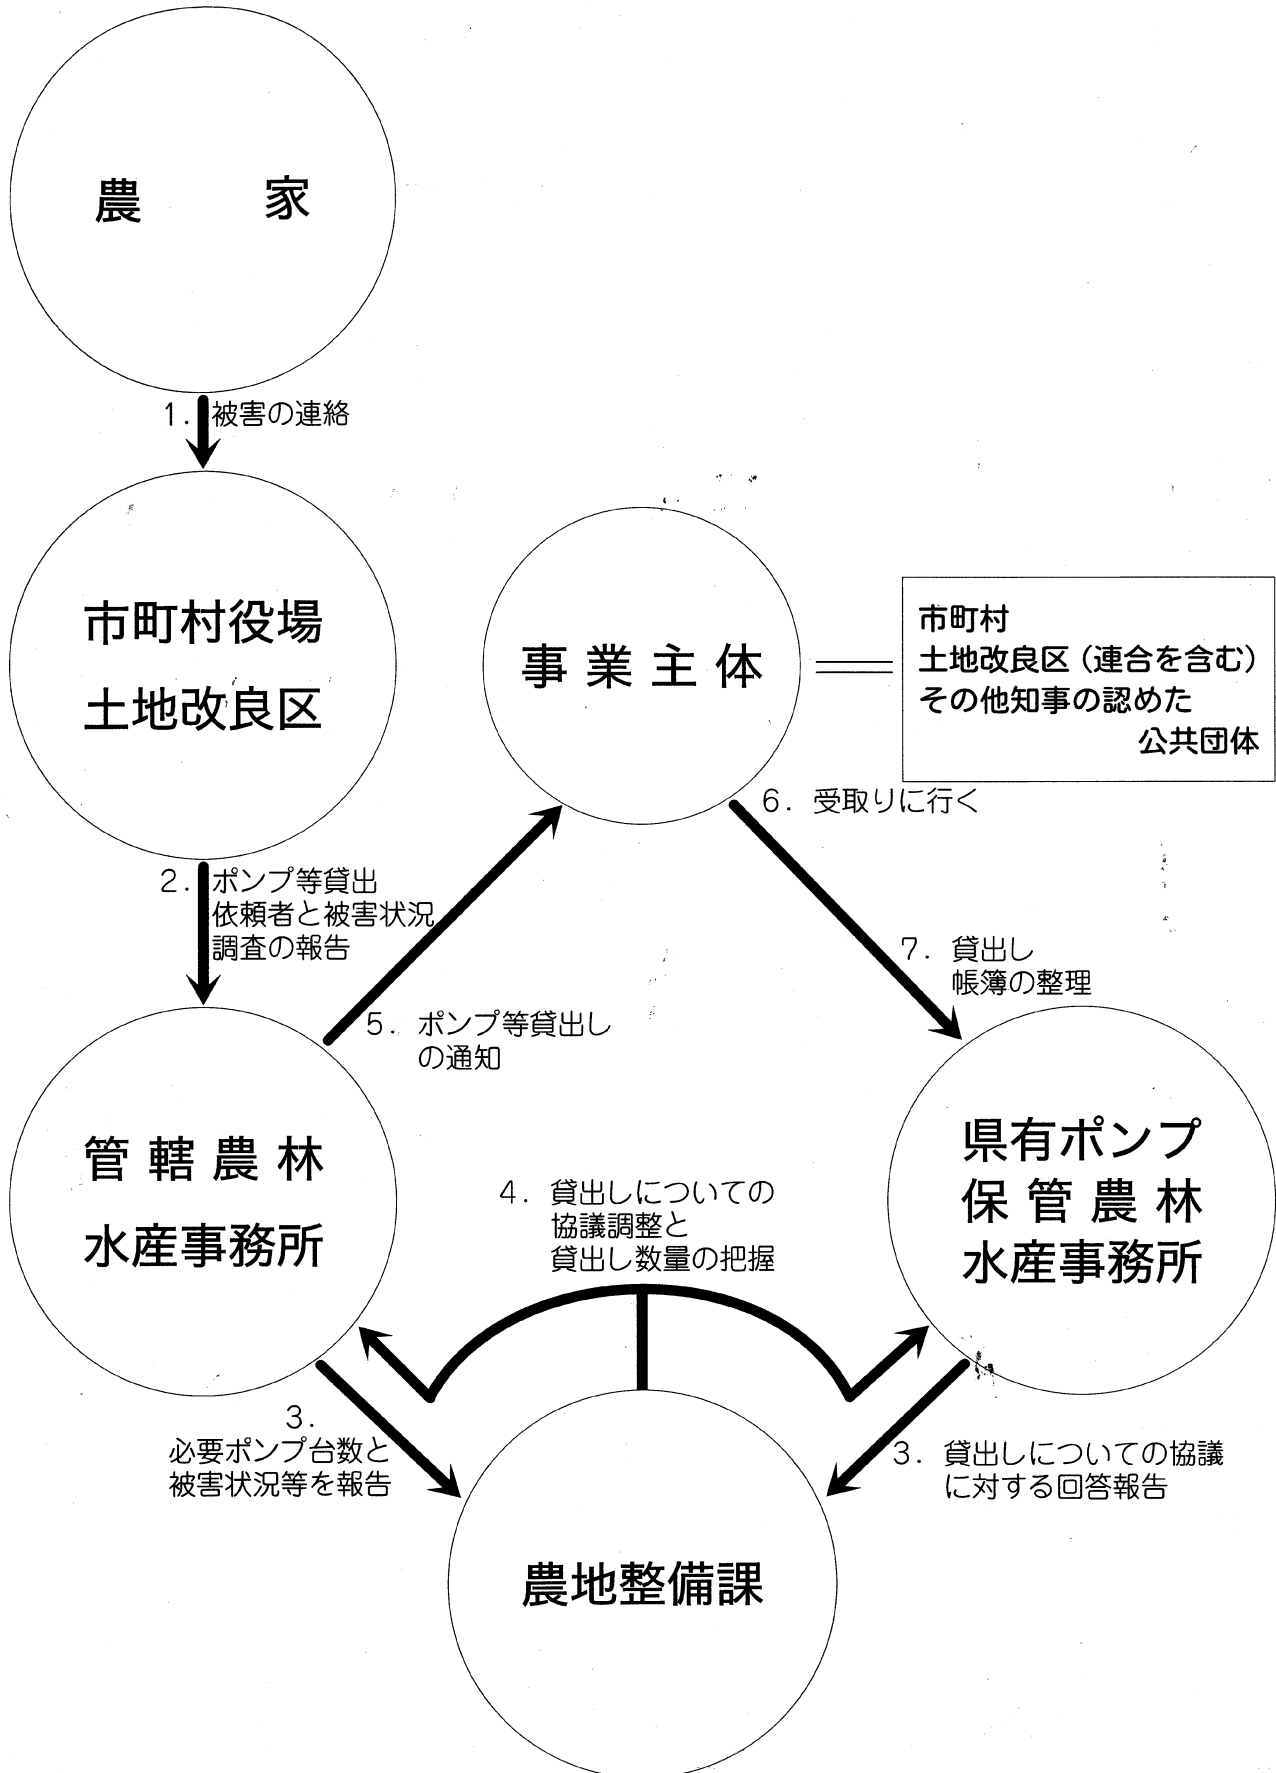 農家
1. 被害の連絡
市町村役場
土地改良区
事業主体
市町村
土地改良区（連合を含む）
その他知事の認めた
公共団体
6. 受取りに行く
2. ポンプ等貸出
依頼者と被害状況
調査の報告
7. 貸出し
帳簿の整理
5. ポンプ等貸出し
の通知
管轄農林
水産事務所
県有ポンプ
保管農林
水産事務所
4. 貸出しについての
協議調整と
貸出し数量の把握
3.
必要ポンプ台数と
被害状況等を報告
3. 貸出しについての協議
に対する回答報告
農地整備課